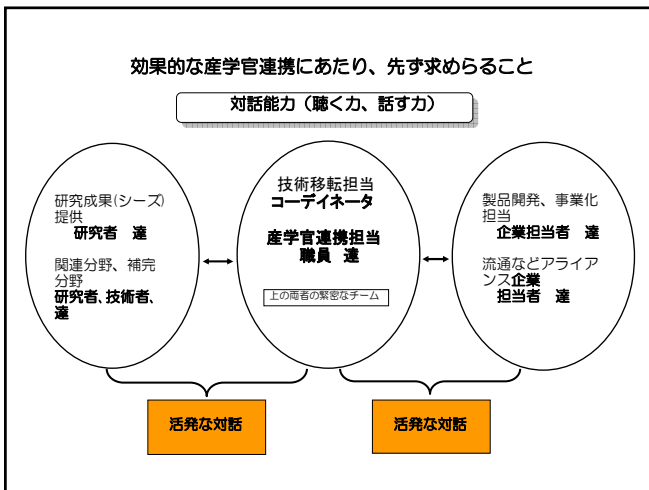 効果的な産学官連携にあたり、先ず求めらること
対話能力（聴く力、話す力）
研究成果(シーズ)
提供
研究者　達
関連分野、補完
分野
研究者、技術者、
達
技術移転担当
コーデイネータ
産学官連携担当
職員　達
上の両者の緊密なチーム
製品開発、事業化
担当
企業担当者　達
流通などアライア
ンス企業
担当者　達
活発な対話
活発な対話